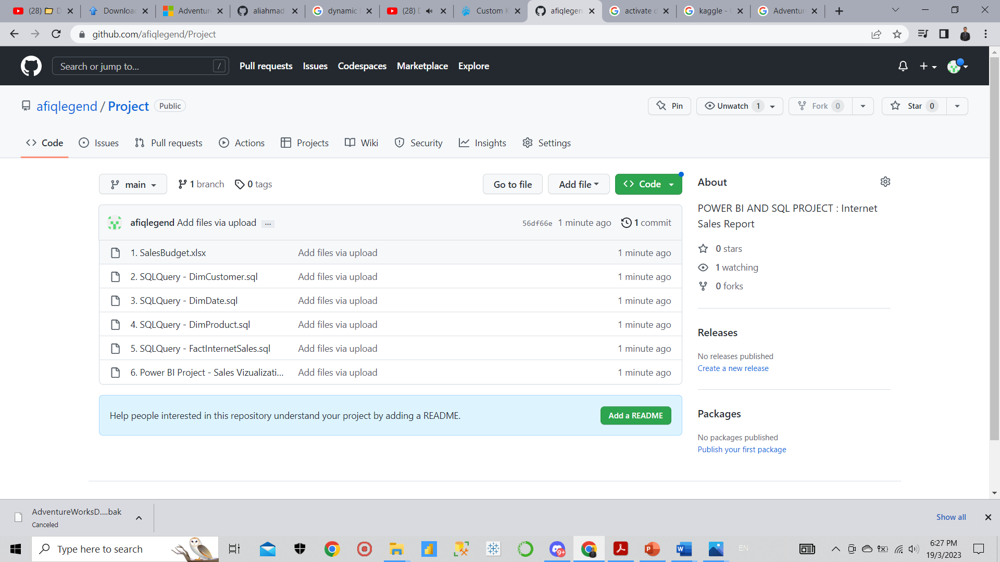 (28) D
Download
Adventure
aliahmad
dynamic
(28) D
Custom K
afiqlegend
activate d
kaggle - G
Adventur
github.com/afiqlegend/Project
Search or jump to...
/
Pull requests
Issues
Codespaces
Marketplace
Explore
afiqlegend / Project
Public
Pin
Unwatch 1
Fork 0
Star 0
Code
Issues
Pull requests
Actions
Projects
Wiki
Security
Insights
Settings
main
1 branch
0 tags
Go to file
Add file
Code
afiqlegend Add files via upload ...
56df66e 1 minute ago
1 commit
1. SalesBudget.xlsx Add files via upload 1 minute ago
2. SQLQuery - DimCustomer.sql Add files via upload 1 minute ago
3. SQLQuery - DimDate.sql Add files via upload 1 minute ago
4. SQLQuery - DimProduct.sql Add files via upload 1 minute ago
5. SQLQuery - FactInternetSales.sql Add files via upload 1 minute ago
6. Power BI Project - Sales Vizualizati... Add files via upload 1 minute ago
Help people interested in this repository understand your project by adding a README.
Add a README
About
POWER BI AND SQL PROJECT : Internet
Sales Report
0 stars
1 watching
0 forks
Releases
No releases published
Create a new release
Packages
No packages published
Publish your first package
AdventureWorksD....bak
Canceled
Show all
Type here to search
9+
EN
6:27 PM
19/3/2023